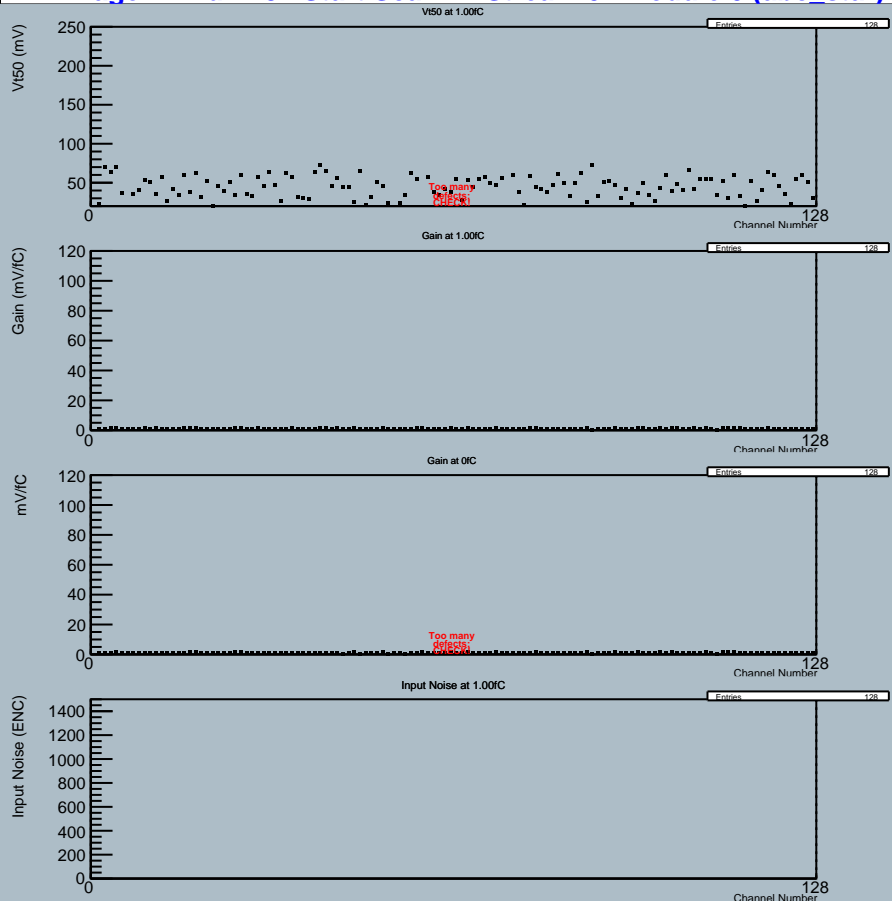 Vt50 at 1.00fC
Entries 128
Vt50 (mV)
250
200
150
100
50
0
128
Too many
defects:
CHECK!
Channel Number
Gain at 1.00fC
Entries 128
Gain (mV/fC)
120
100
80
60
40
20
0
0
128
Channel Number
Gain at 0fC
Entries 128
mV/fC
120
100
80
60
40
20
0
0
128
Too many
defects:
Channel Number
Input Noise at 1.00fC
Entries 128
Input Noise (ENC)
1400
1200
1000
800
600
400
200
0
0
128
Channel Number